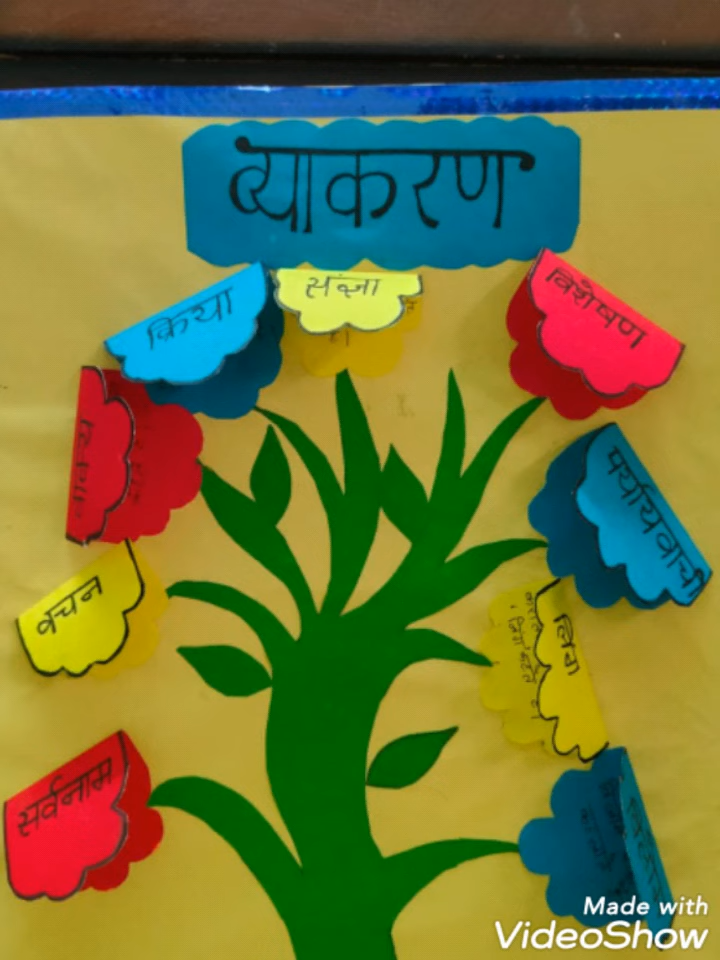 व्याकरण
संज्ञा
क्रिया
विशेषण
वाक्य
पर्यायवाची
वचन
लिंग
सर्वनाम
Made with
VideoShow